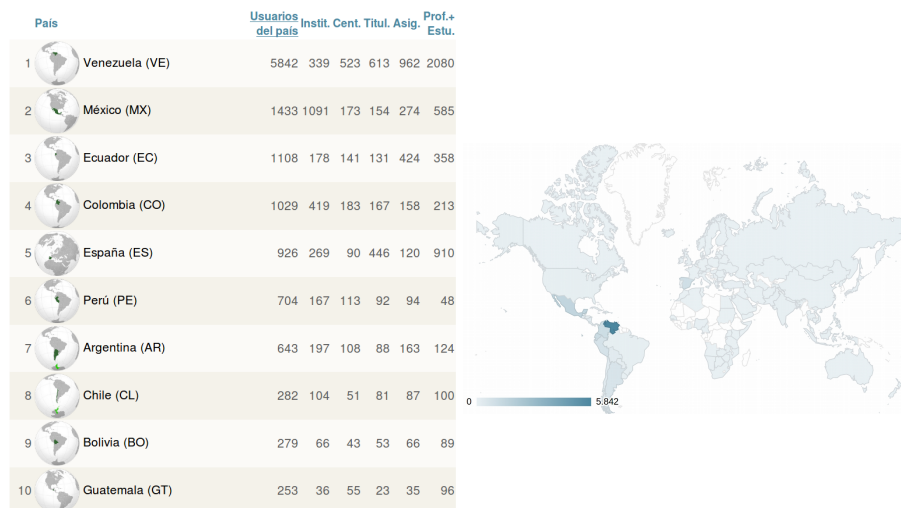 País Usuarios del país Instit. Cent. Titul. Asig. Prof.+ Estu.
1 Venezuela (VE) 5842 339 523 613 962 2080
2 México (MX) 1433 1091 173 154 274 585
3 Ecuador (EC) 1108 178 141 131 424 358
4 Colombia (CO) 1029 419 183 167 158 213
5 España (ES) 926 269 90 446 120 910
6 Perú (PE) 704 167 113 92 94 48
7 Argentina (AR) 643 197 108 88 163 124
8 Chile (CL) 282 104 51 81 87 100
9 Bolivia (BO) 279 66 43 53 66 89
10 Guatemala (GT) 253 36 55 23 35 96
0 5.842